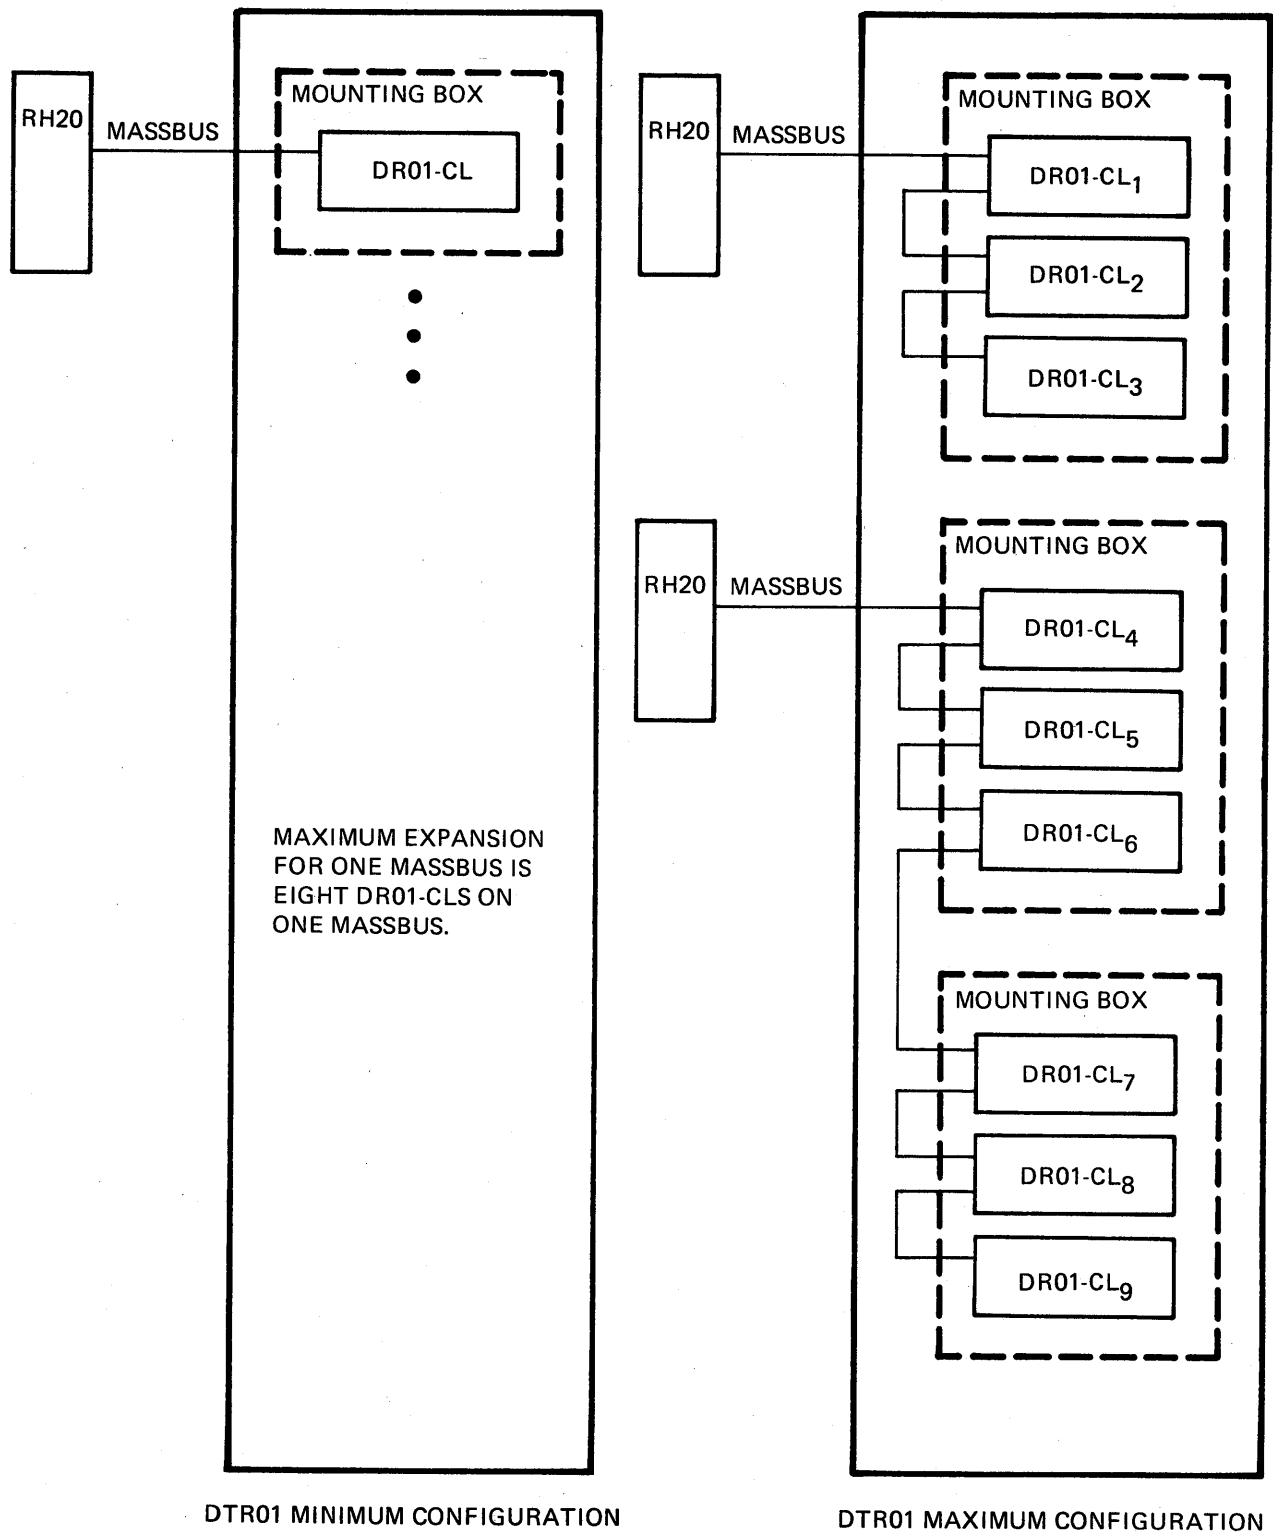 RH20
MASSBUS
MOUNTING BOX
DR01-CL
MAXIMUM EXPANSION
FOR ONE MASSBUS IS
EIGHT DR01-CLS ON
ONE MASSBUS.
DTR01 MINIMUM CONFIGURATION
RH20
MASSBUS
MOUNTING BOX
DR01-CL1
DR01-CL2
DR01-CL3
RH20
MASSBUS
MOUNTING BOX
DR01-CL4
DR01-CL5
DR01-CL6
MOUNTING BOX
DR01-CL7
DR01-CL8
DR01-CL9
DTR01 MAXIMUM CONFIGURATION